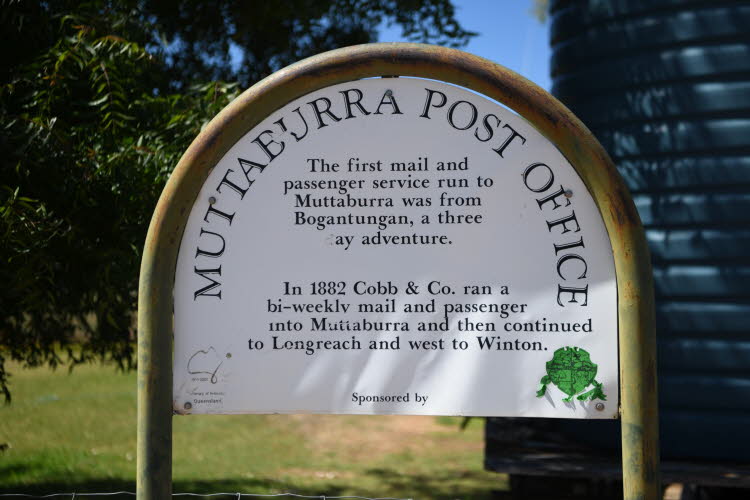 MUTTABURRA POST OFFICE
The first mail and
passenger service run to
Muttaburra was from
Bogantungan, a three
ay adventure.
In 1882 Cobb & Co. ran a
bi-weekly mail and passenger
into Muttaburra and then continued
to Longreach and west to Winton.
Queensland
Sponsored by